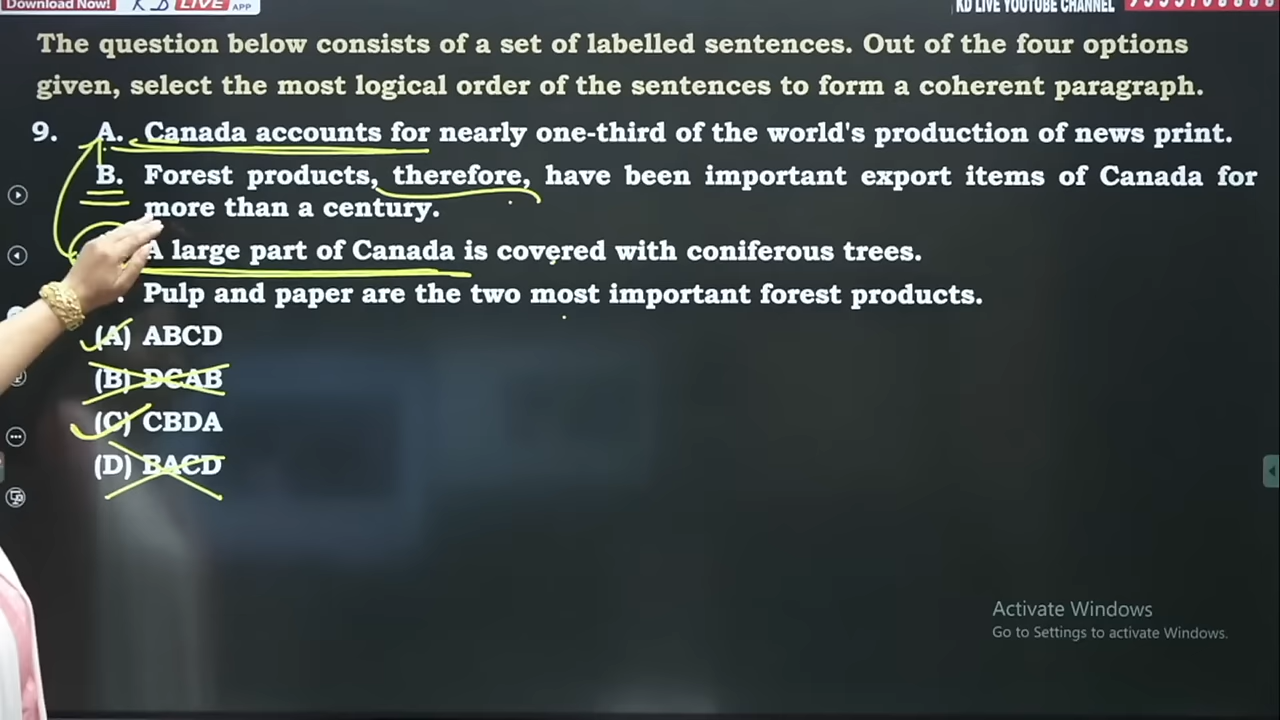 Download Now! KD LIVE APP
KD LIVE YOUTUBE CHANNEL
The question below consists of a set of labelled sentences. Out of the four options
given, select the most logical order of the sentences to form a coherent paragraph.
9. A. Canada accounts for nearly one-third of the world's production of news print.
B. Forest products, therefore, have been important export items of Canada for
more than a century.
A large part of Canada is covered with coniferous trees.
Pulp and paper are the two most important forest products.
(A) ABCD
(B) DCAB
(C) CBDA
(D) BACD
Activate Windows
Go to Settings to activate Windows.